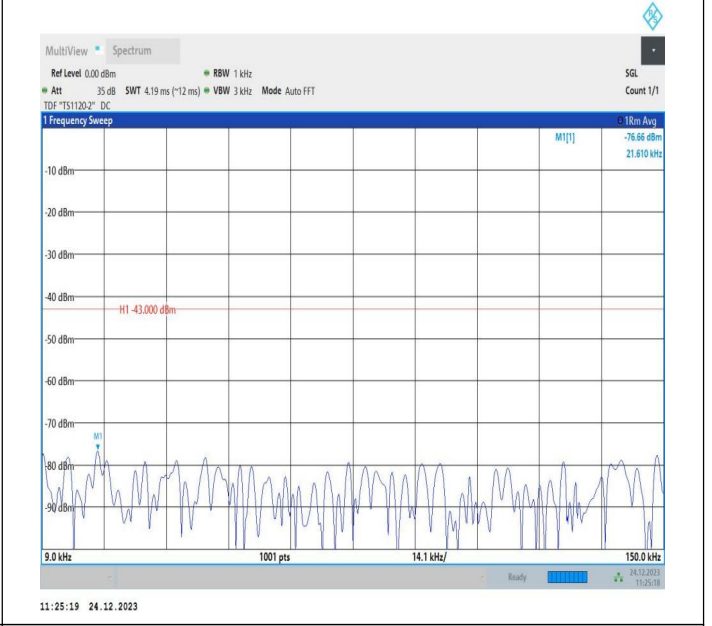 R S
MultiView Spectrum
Ref Level 0.00 dBm RBW 1 kHz SGL
Att 35 dB SWT 4.19 ms (~12 ms) VBW 3 kHz Mode Auto FFT Count 1/1
TDF "TS1120-2" DC
1 Frequency Sweep 1Rm Avg
M1[1] -76.66 dBm
21.610 kHz
-10 dBm
-20 dBm
-30 dBm
-40 dBm
H1 -43.000 dBm
-50 dBm
-60 dBm
-70 dBm
M1
-80 dBm
-90 dBm
9.0 kHz 1001 pts 14.1 kHz/ 150.0 kHz
Ready 24.12.2023
11:25:18
11:25:19 24.12.2023